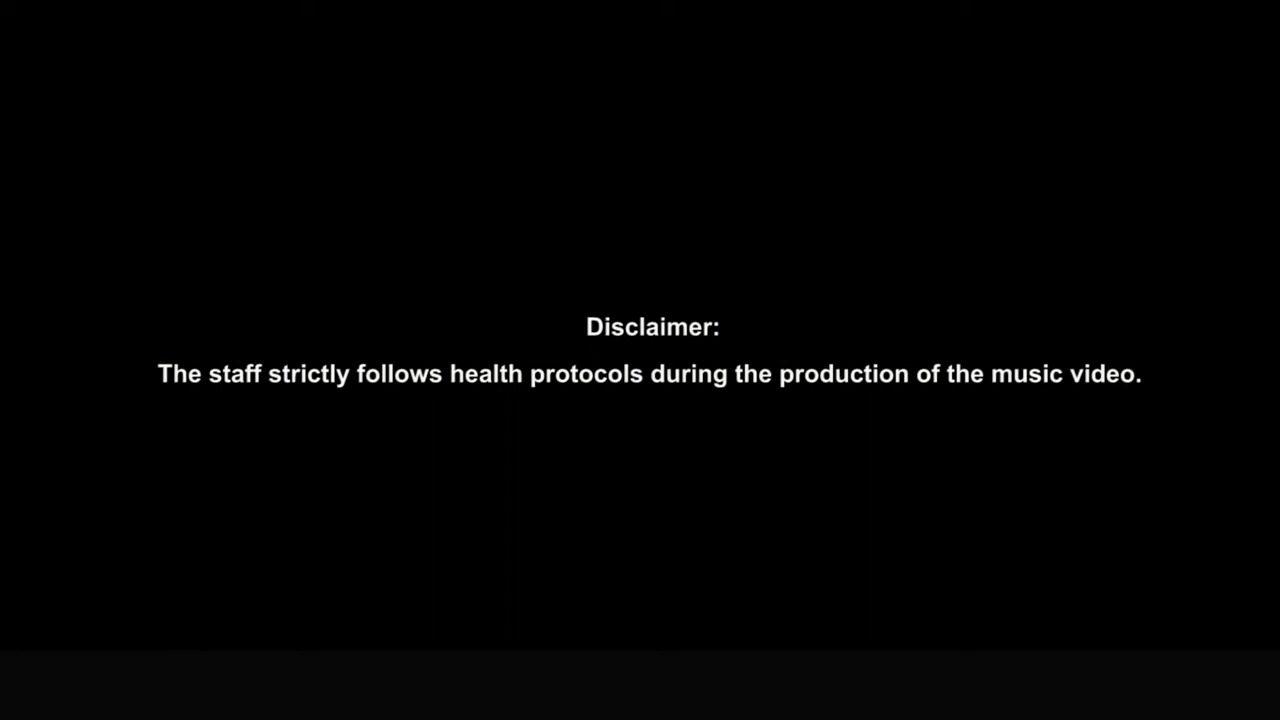 Disclaimer:
The staff strictly follows health protocols during the production of the music video.